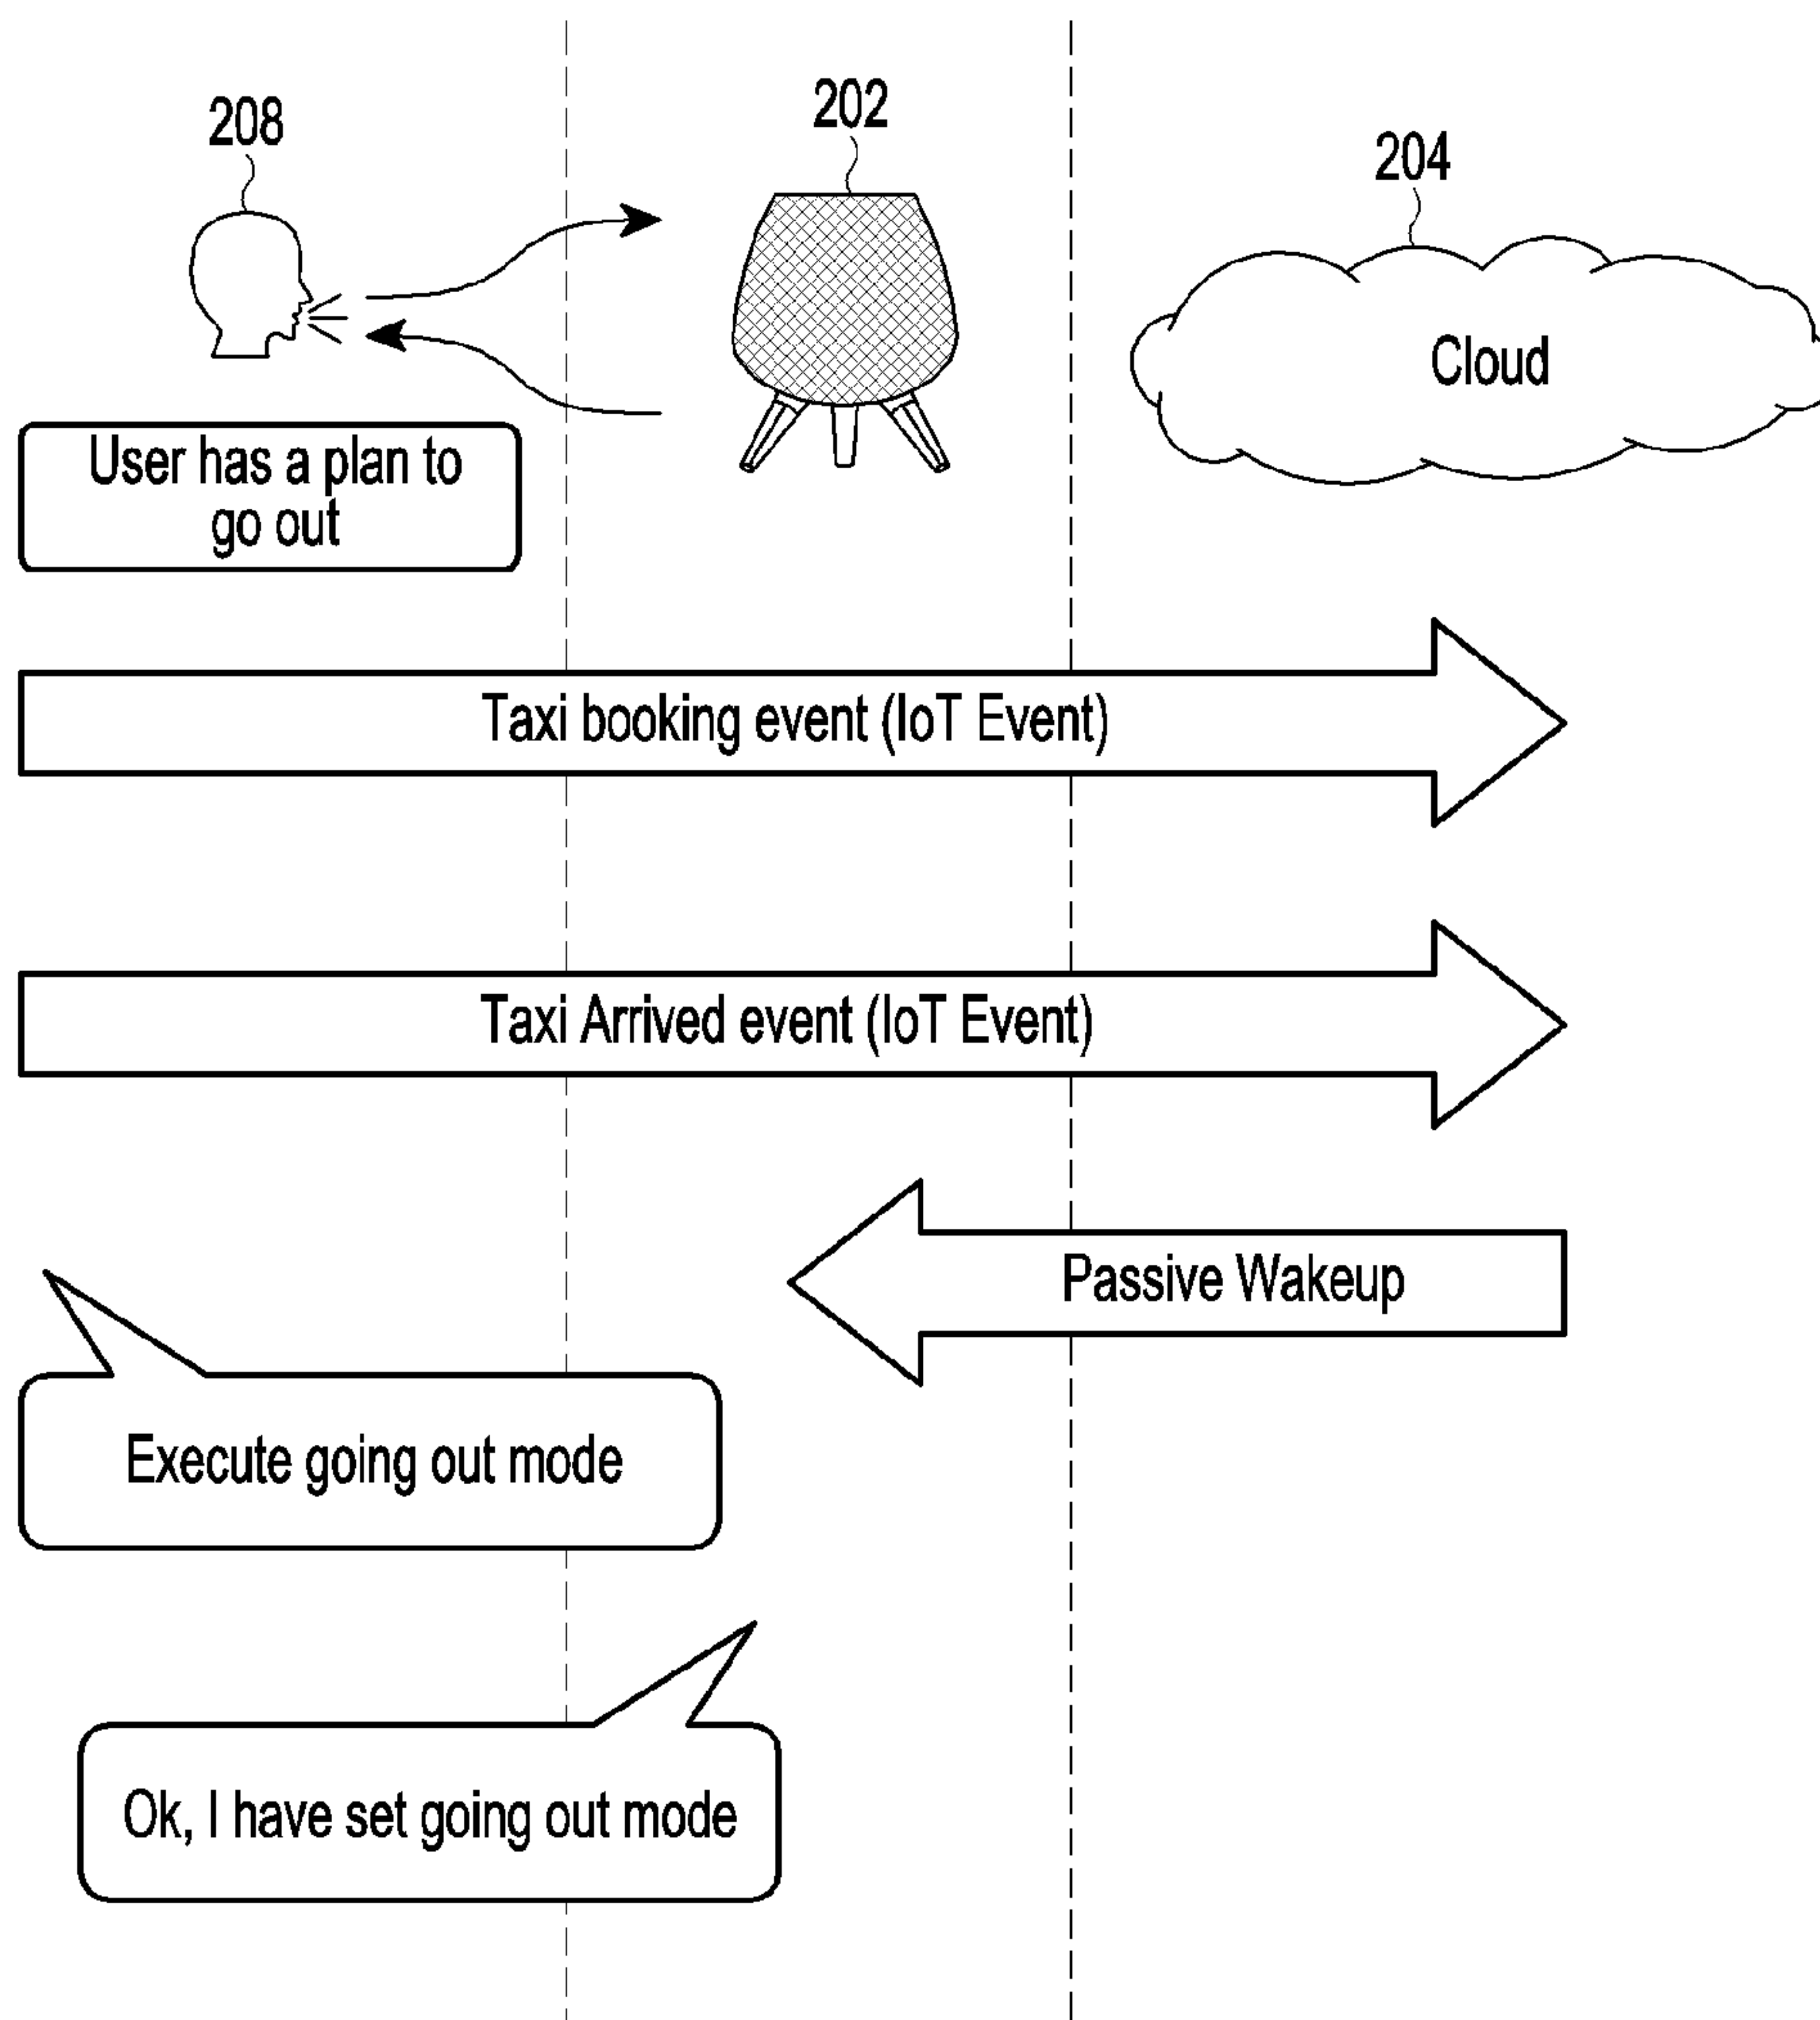 208
202
204
Cloud
User has a plan to
go out
Taxi booking event (IoT Event)
Taxi Arrived event (IoT Event)
Passive Wakeup
Execute going out mode
Ok, I have set going out mode